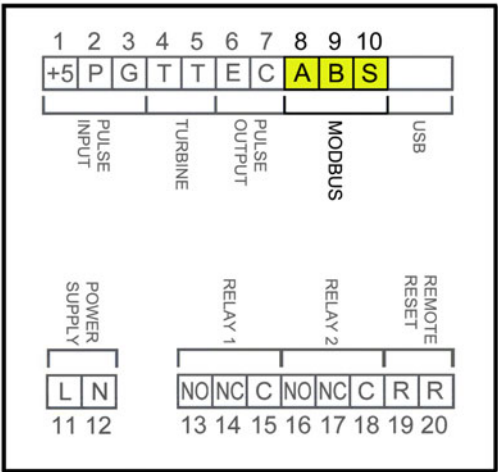 1 2 3 4 5 6 7 8 9 10
+5 P G T T E C A B S
PULSE INPUT
TURBINE
PULSE OUTPUT
MODBUS
USB
POWER SUPPLY
RELAY 1
RELAY 2
REMOTE RESET
L N NO NC C NO NC C R R
11 12 13 14 15 16 17 18 19 20